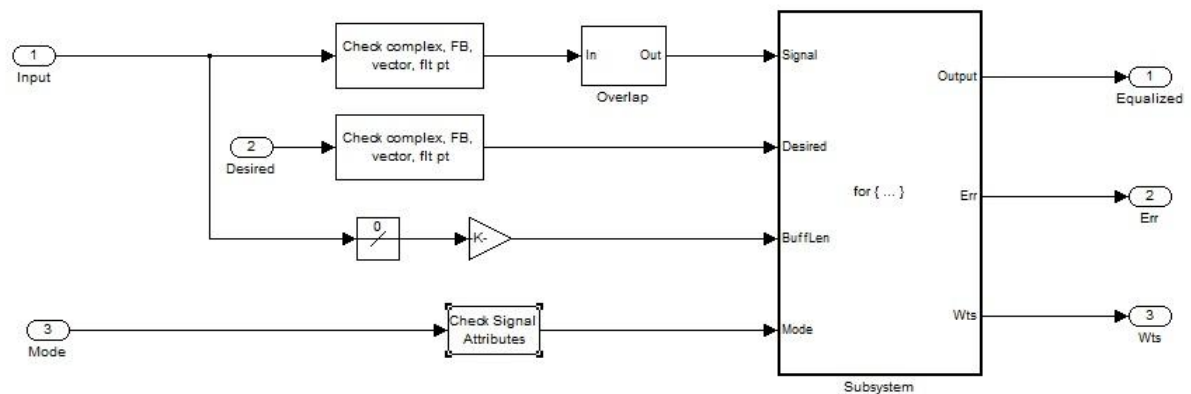 1
Input
Check complex, FB,
vector, flt pt
In
Out
Overlap
Signal
Output
1
Equalized
2
Desired
Check complex, FB,
vector, flt pt
Desired
for { ... }
Err
2
Err
0
-K-
BuffLen
3
Mode
Check Signal
Attributes
Mode
Wts
3
Wts
Subsystem